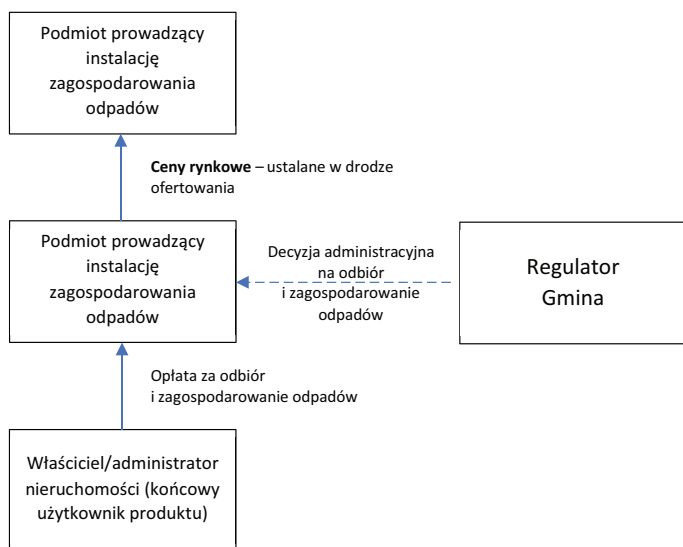 Podmiot prowadzący
instalację
zagospodarowania
odpadów
Ceny rynkowe – ustalane w drodze
ofertowania
Podmiot prowadzący
instalację
zagospodarowania
odpadów
Decyzja administracyjna
na odbiór
i zagospodarowanie
odpadów
Regulator
Gmina
Opłata za odbiór
i zagospodarowanie odpadów
Właściciel/administrator
nieruchomości (końcowy
użytkownik produktu)